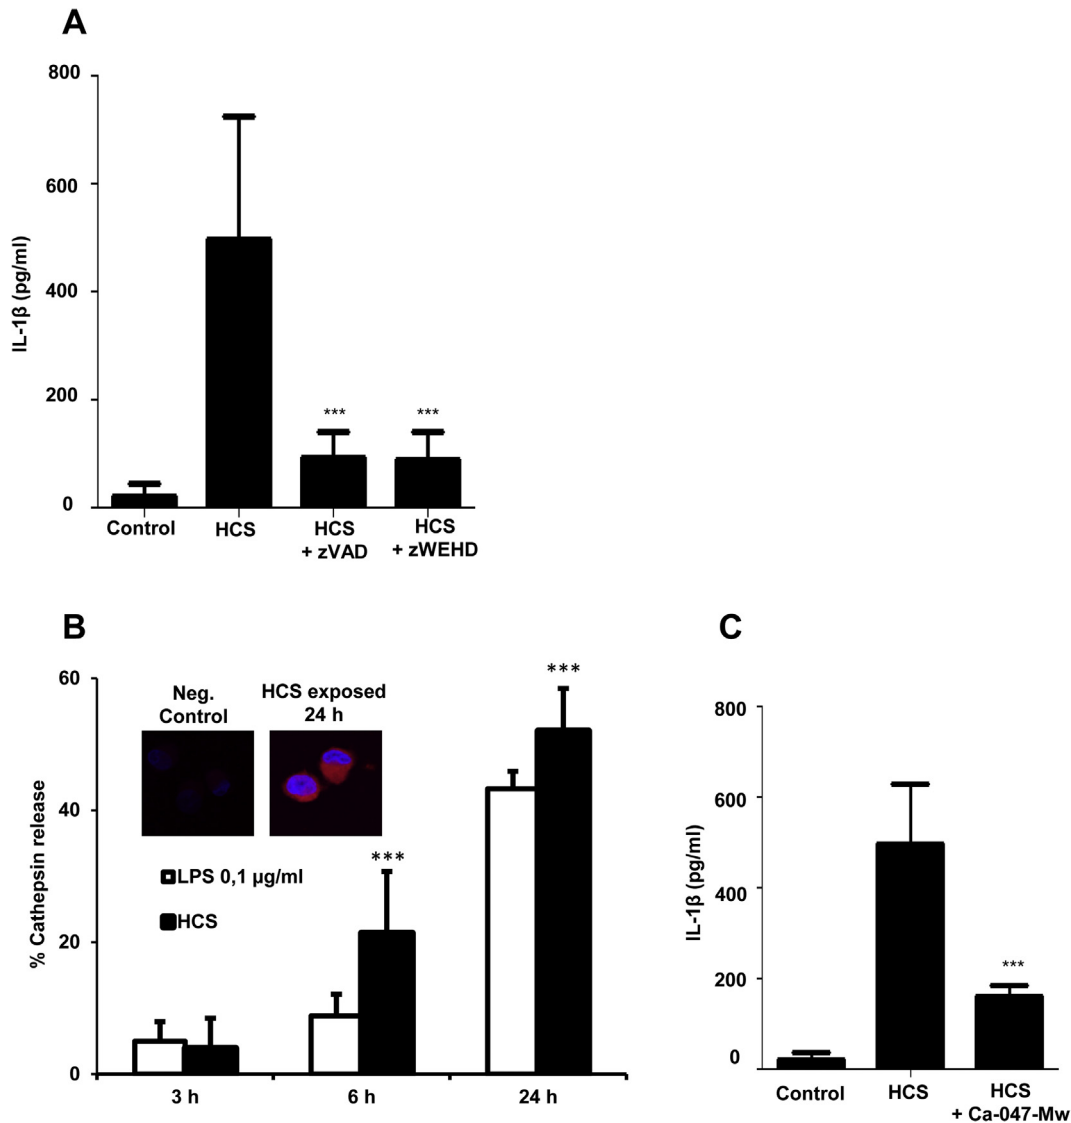 A
800
600
400
200
0
IL-1β (pg/ml)
***
***
Control
HCS
HCS
+ zVAD
HCS
+ zWEHD
B
60
40
20
0
% Cathepsin release
Neg.
Control
HCS exposed
24 h
LPS 0,1 µg/ml
HCS
***
***
3 h
6 h
24 h
C
800
600
400
200
0
IL-1β (pg/ml)
***
Control
HCS
HCS
+ Ca-047-Mw